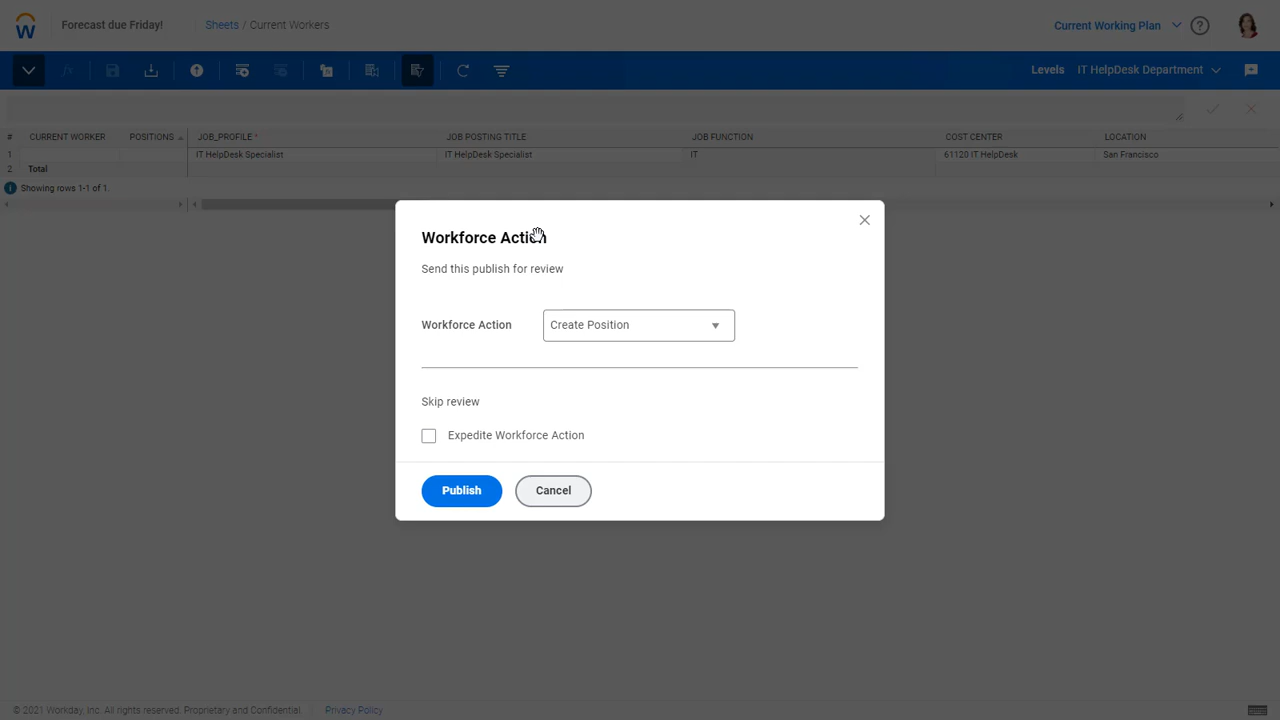 Forecast due Friday!
Sheets / Current Workers
Current Working Plan
Levels IT HelpDesk Department
# CURRENT WORKER POSITIONS JOB_PROFILE * JOB POSTING TITLE JOB FUNCTION COST CENTER LOCATION
1 IT HelpDesk Specialist IT HelpDesk Specialist IT 61120 IT HelpDesk San Francisco
2 Total
Showing rows 1-1 of 1.
Workforce Action
Send this publish for review
Workforce Action Create Position
Skip review
Expedite Workforce Action
Publish Cancel
© 2021 Workday, Inc. All rights reserved. Proprietary and Confidential. Privacy Policy